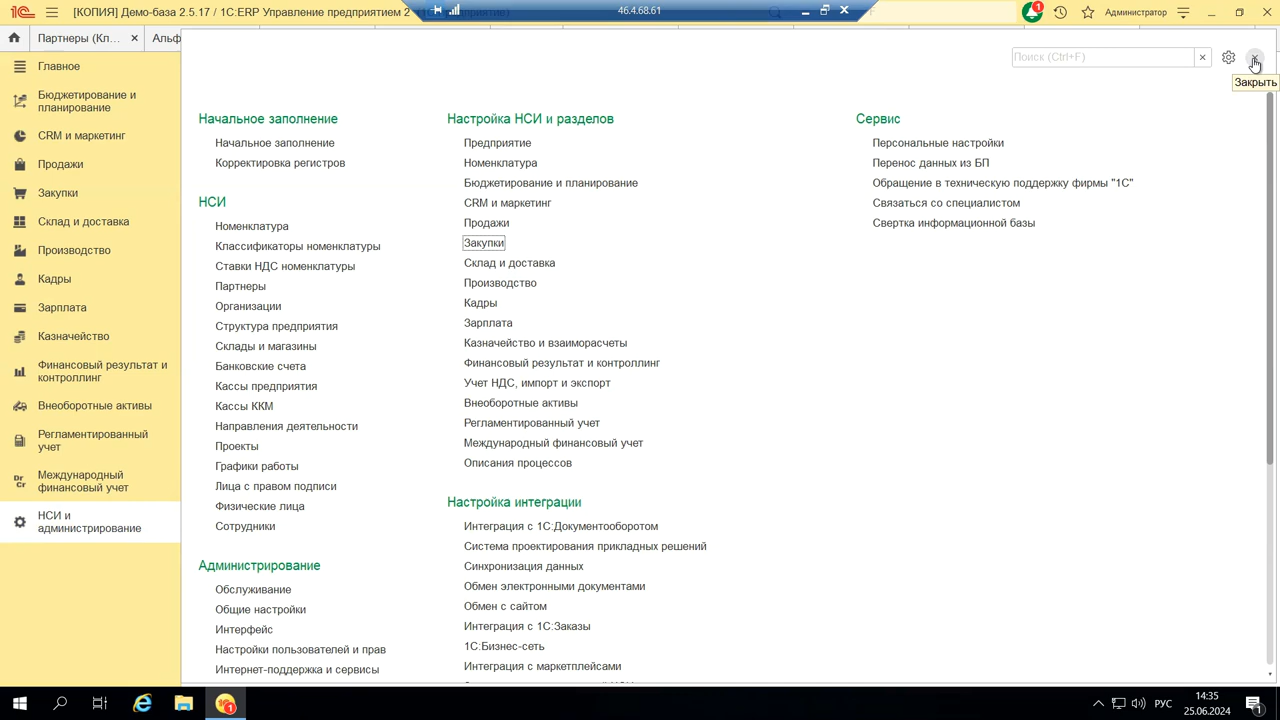 [КОПИЯ] Демо-база 2.5.17 / 1С:ERP Управление предприятием 2
46.4.68.61
1
Администратор
Партнеры (Кл...
Альф
Поиск (Ctrl+F)
Закрыть
Главное
Бюджетирование и
планирование
CRM и маркетинг
Продажи
Закупки
Склад и доставка
Производство
Кадры
Зарплата
Казначейство
Финансовый результат и
контроллинг
Внеоборотные активы
Регламентированный
учет
Международный
финансовый учет
НСИ и
администрирование
Начальное заполнение
Начальное заполнение
Корректировка регистров
НСИ
Номенклатура
Классификаторы номенклатуры
Ставки НДС номенклатуры
Партнеры
Организации
Структура предприятия
Склады и магазины
Банковские счета
Кассы предприятия
Кассы ККМ
Направления деятельности
Проекты
Графики работы
Лица с правом подписи
Физические лица
Сотрудники
Администрирование
Обслуживание
Общие настройки
Интерфейс
Настройки пользователей и прав
Интернет-поддержка и сервисы
Настройка НСИ и разделов
Предприятие
Номенклатура
Бюджетирование и планирование
CRM и маркетинг
Продажи
Закупки
Склад и доставка
Производство
Кадры
Зарплата
Казначейство и взаиморасчеты
Финансовый результат и контроллинг
Учет НДС, импорт и экспорт
Внеоборотные активы
Регламентированный учет
Международный финансовый учет
Описания процессов
Настройка интеграции
Интеграция с 1С:Документооборотом
Система проектирования прикладных решений
Синхронизация данных
Обмен электронными документами
Обмен с сайтом
Интеграция с 1С:Заказы
1С:Бизнес-сеть
Интеграция с маркетплейсами
Сервис
Персональные настройки
Перенос данных из БП
Обращение в техническую поддержку фирмы "1С"
Связаться со специалистом
Свертка информационной базы
1
РУС
14:35
25.06.2024
1